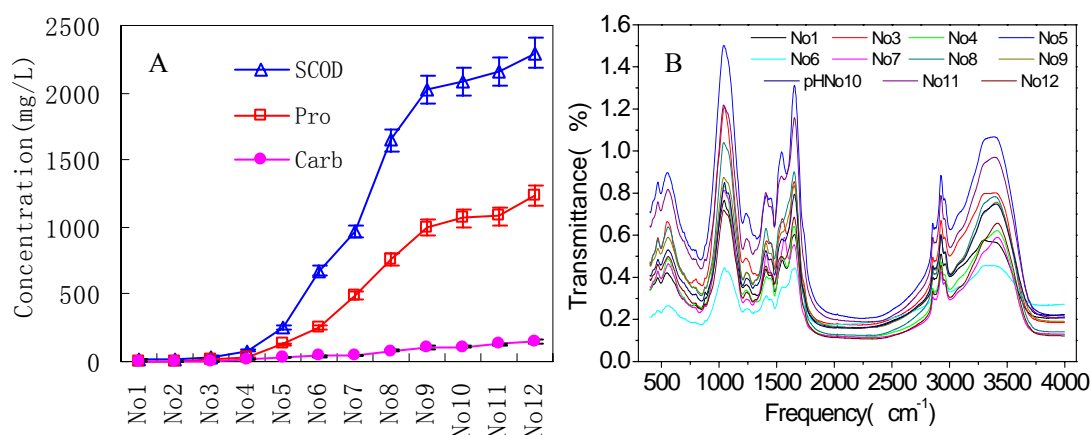 A
SCOD
Pro
Carb
Concentration(mg/L)
2500
2000
1500
1000
500
0
No1
No2
No3
No4
No5
No6
No7
No8
No9
No10
No11
No12
B
No1 No3 No4 No5
No6 No7 No8 No9
pHNo10 No11 No12
Transmittance( %)
1.6
1.4
1.2
1.0
0.8
0.6
0.4
0.2
0.0
500 1000 1500 2000 2500 3000 3500 4000
Frequency( cm⁻¹)